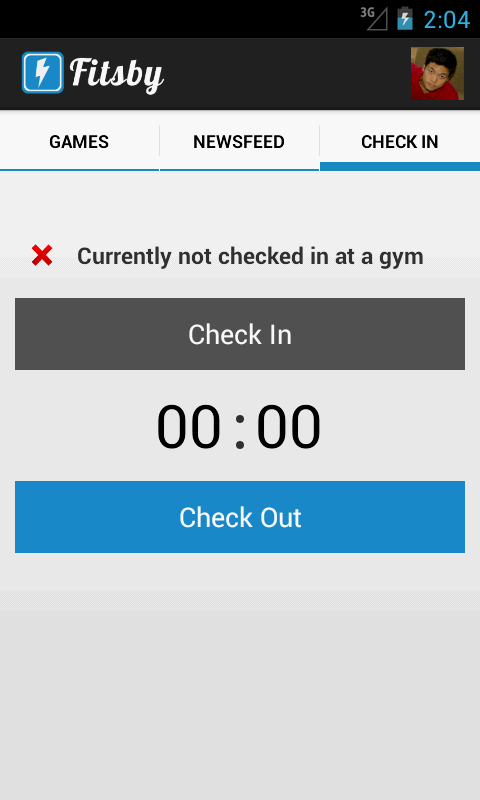 3G
2:04
Fitsby
GAMES
NEWSFEED
CHECK IN
Currently not checked in at a gym
Check In
00:00
Check Out